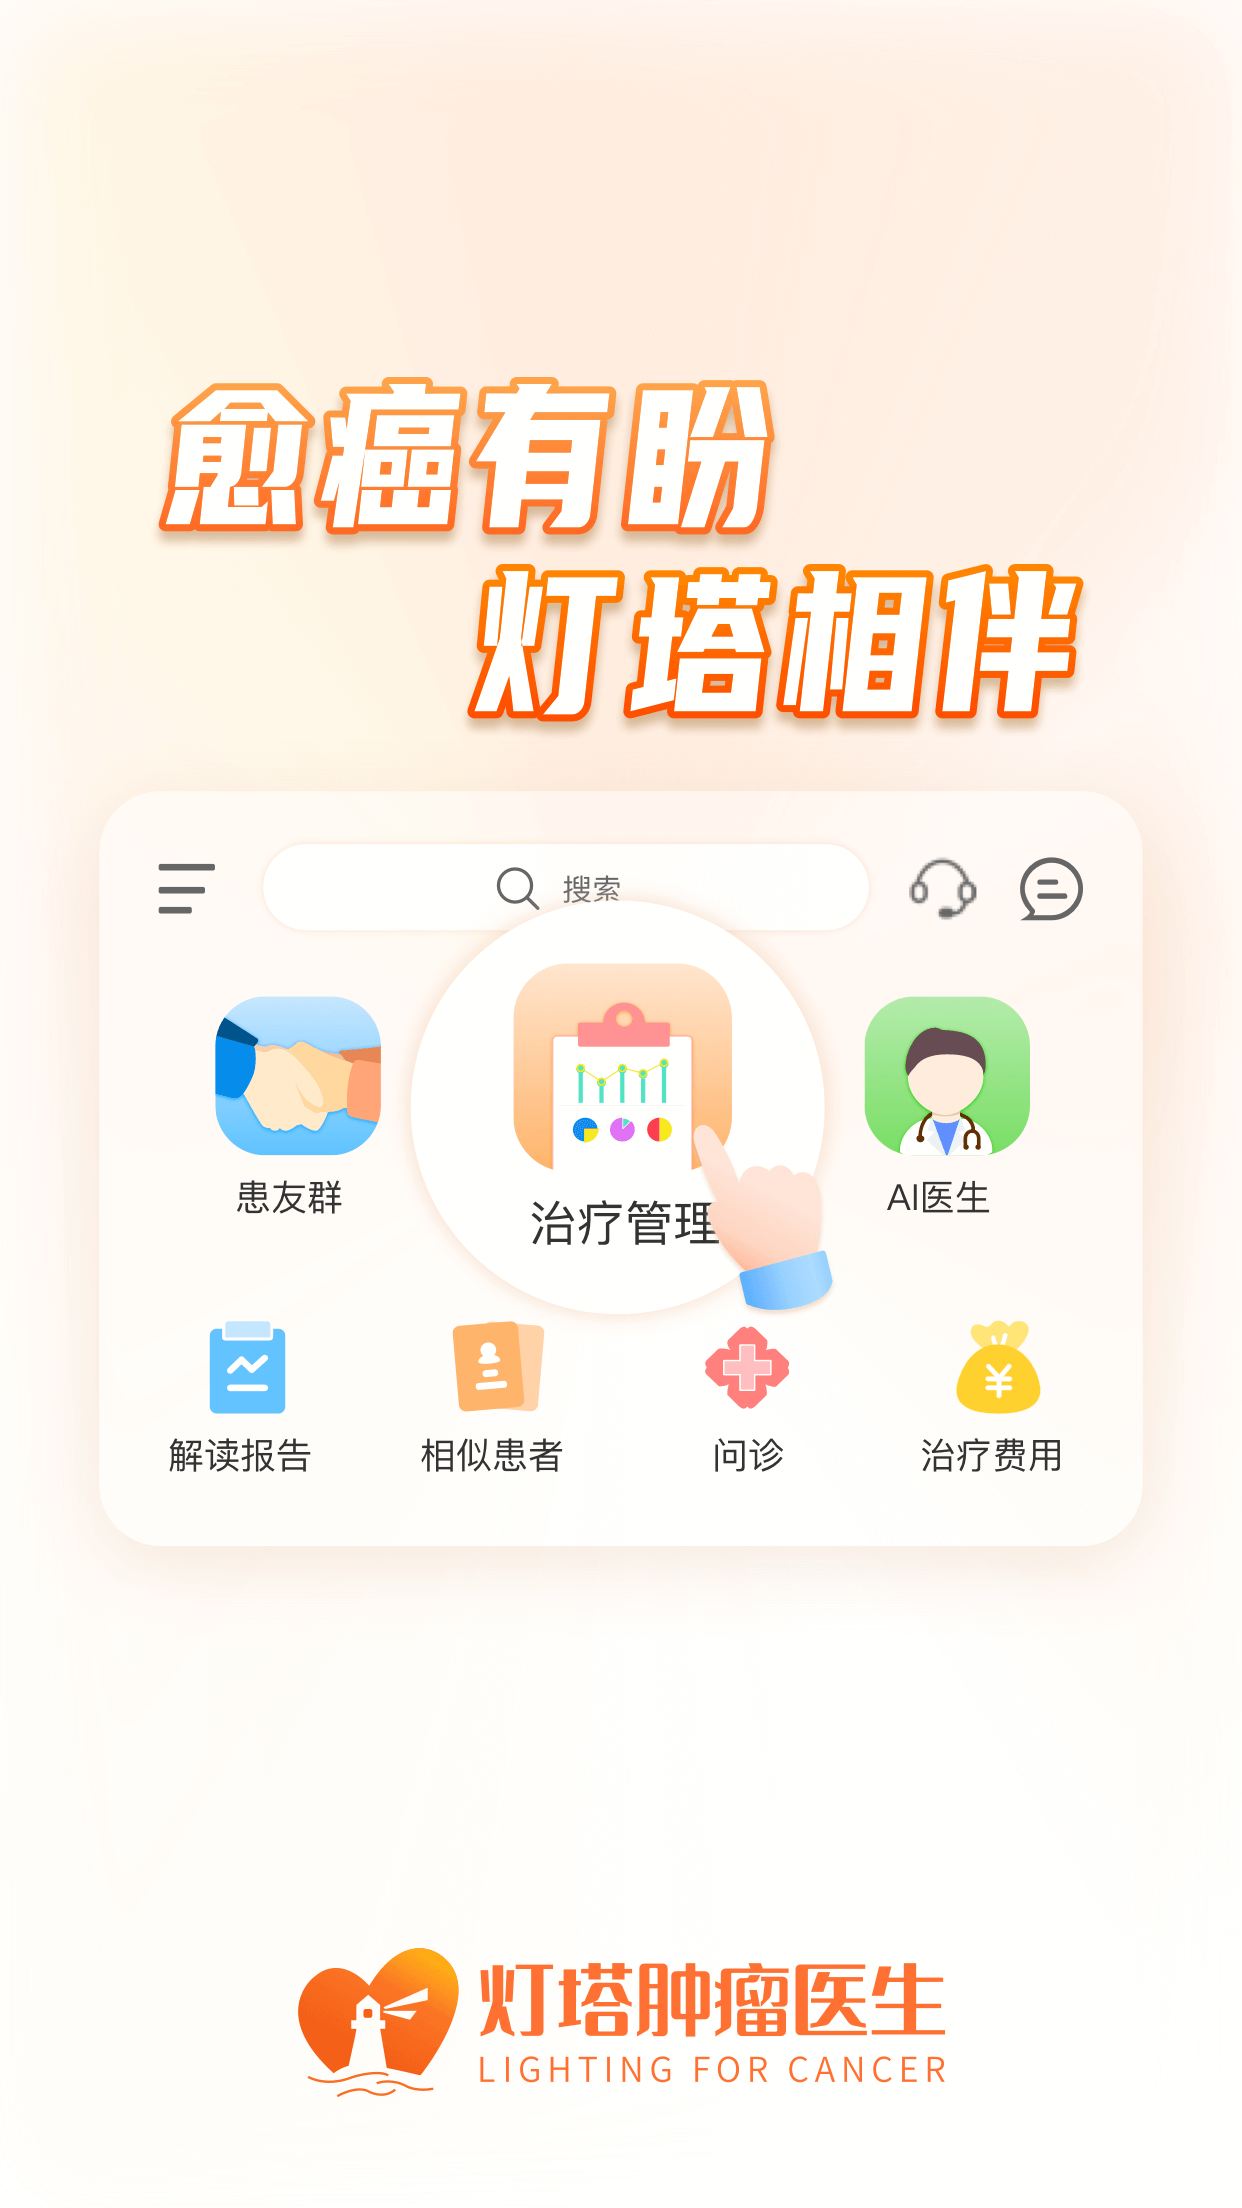 愈癌有盼
灯塔相伴
搜索
患友群
治疗管理
AI医生
解读报告
相似患者
问诊
治疗费用
灯塔肿瘤医生
LIGHTING FOR CANCER